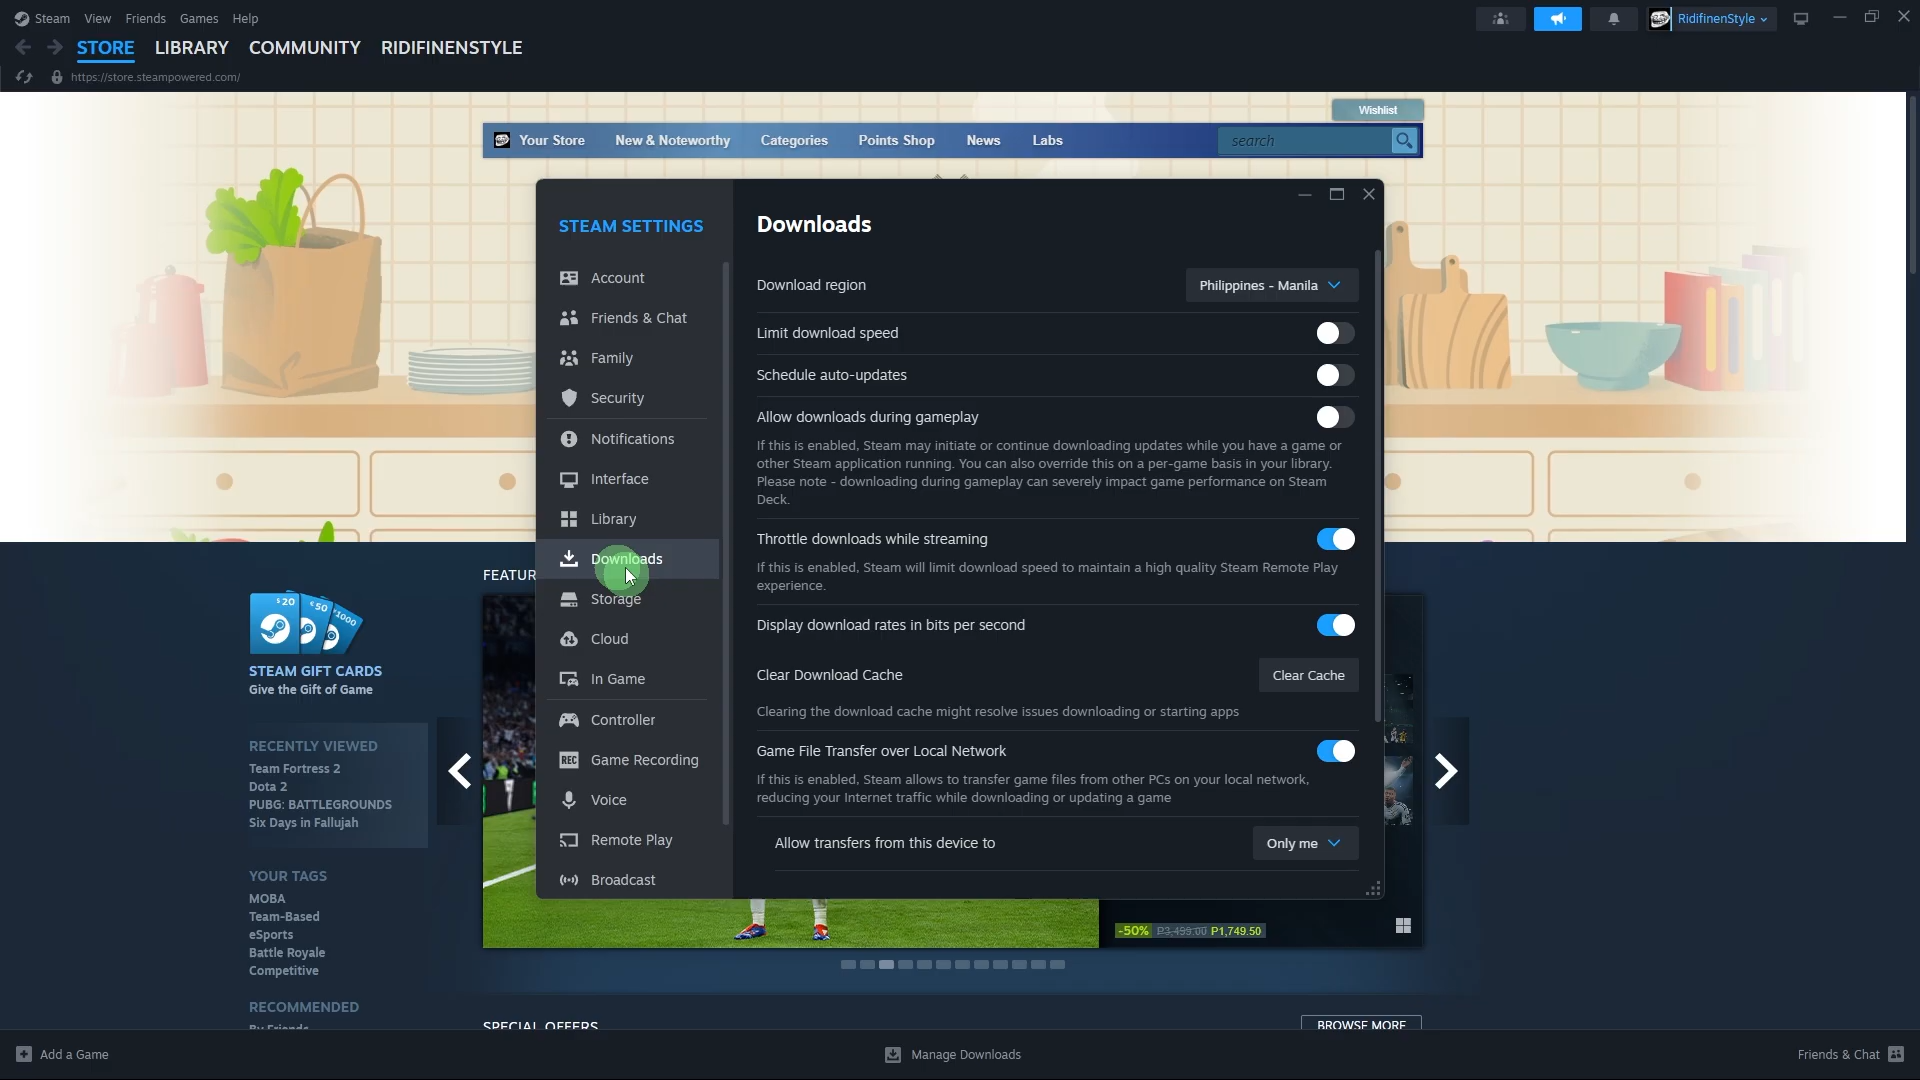 Steam View Friends Games Help
RidifinenStyle
STORE LIBRARY COMMUNITY RIDIFINENSTYLE
https://store.steampowered.com/
Wishlist
Your Store New & Noteworthy Categories Points Shop News Labs search
STEAM SETTINGS
Account
Friends & Chat
Family
Security
Notifications
Interface
Library
Downloads
Storage
Cloud
In Game
Controller
REC Game Recording
Voice
Remote Play
Broadcast
Downloads
Download region Philippines - Manila
Limit download speed
Schedule auto-updates
Allow downloads during gameplay
If this is enabled, Steam may initiate or continue downloading updates while you have a game or
other Steam application running. You can also override this on a per-game basis in your library.
Please note - downloading during gameplay can severely impact game performance on Steam
Deck.
Throttle downloads while streaming
If this is enabled, Steam will limit download speed to maintain a high quality Steam Remote Play
experience.
Display download rates in bits per second
Clear Download Cache Clear Cache
Clearing the download cache might resolve issues downloading or starting apps
Game File Transfer over Local Network
If this is enabled, Steam allows to transfer game files from other PCs on your local network,
reducing your Internet traffic while downloading or updating a game
Allow transfers from this device to Only me
FEATUR
$20 €50 ¥1000
STEAM GIFT CARDS
Give the Gift of Game
RECENTLY VIEWED
Team Fortress 2
Dota 2
PUBG: BATTLEGROUNDS
Six Days in Fallujah
YOUR TAGS
MOBA
Team-Based
eSports
Battle Royale
Competitive
RECOMMENDED
By Friends
-50% P3,499.00 P1,749.50
SPECIAL OFFERS BROWSE MORE
Add a Game Manage Downloads Friends & Chat